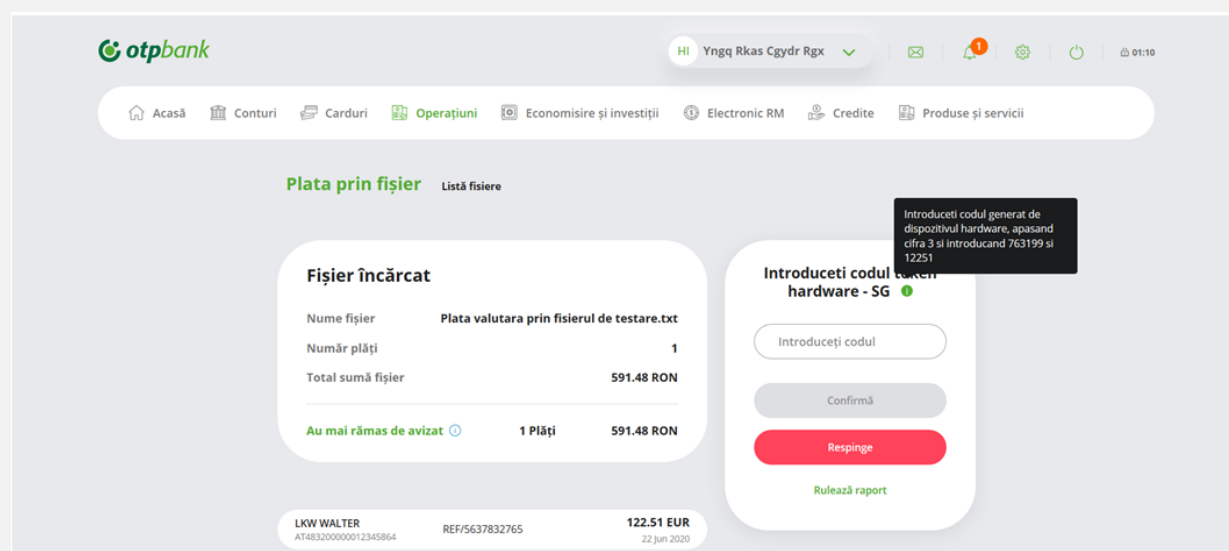 otpbank
HI Yngq Rkas Cgydr Rgx
1
01:10
Acasă Conturi Carduri Operațiuni Economisire și investiții Electronic RM Credite Produse și servicii
Plata prin fișier Listă fisiere
Introduceti codul generat de
dispozitivul hardware, apasand
cifra 3 si introducand 763199 si
12251
Fișier încărcat
Nume fișier Plata valutara prin fisierul de testare.txt
Număr plăți 1
Total sumă fișier 591.48 RON
Au mai rămas de avizat 1 Plăți 591.48 RON
Introduceti codul token
hardware - SG
Introduceți codul
Confirmă
Respinge
Rulează raport
LKW WALTER REF/5637832765 122.51 EUR
AT483200000012345864 22 Jun 2020